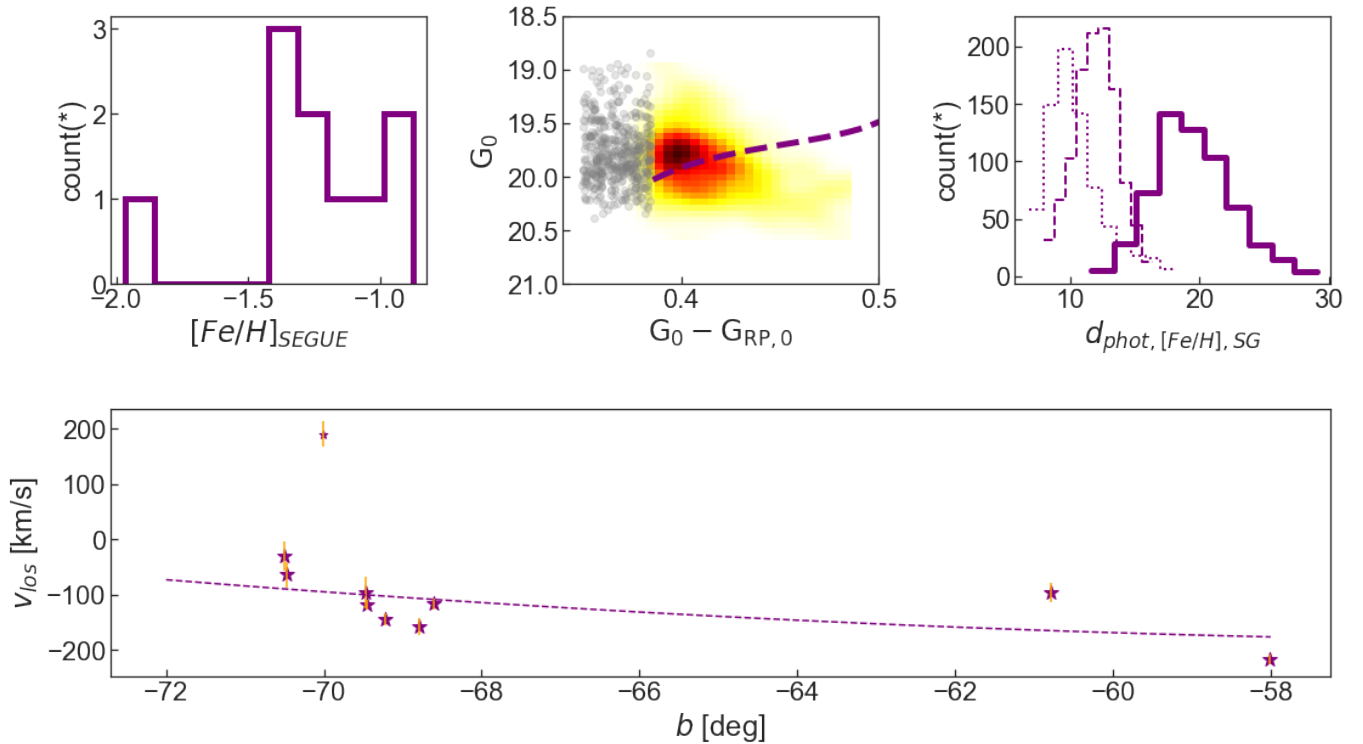 3
2
1
0
count(*)
−2.0 −1.5 −1.0
[Fe/H]SEGUE
18.5
19.0
19.5
20.0
20.5
21.0
G0
0.4 0.5
G0 − GRP, 0
200
150
100
50
0
count(*)
10 20 30
dphot, [Fe/H], SG
200
100
0
−100
−200
vlos [km/s]
−72 −70 −68 −66 −64 −62 −60 −58
b [deg]